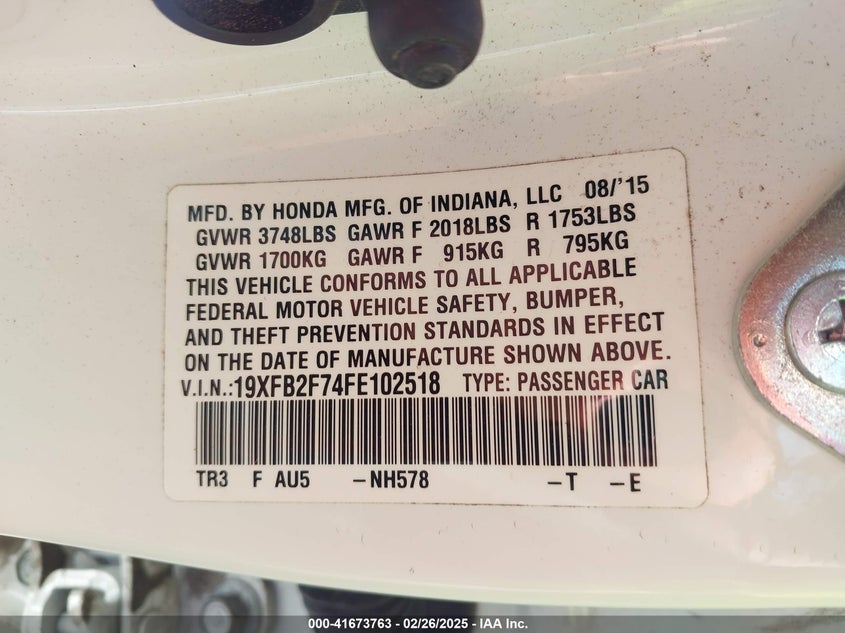 MFD. BY HONDA MFG. OF INDIANA, LLC 08/'15
GVWR 3748LBS GAWR F 2018LBS R 1753LBS
GVWR 1700KG GAWR F 915KG R 795KG
THIS VEHICLE CONFORMS TO ALL APPLICABLE
FEDERAL MOTOR VEHICLE SAFETY, BUMPER,
AND THEFT PREVENTION STANDARDS IN EFFECT
ON THE DATE OF MANUFACTURE SHOWN ABOVE.
V.I.N.:19XFB2F74FE102518 TYPE: PASSENGER CAR
TR3 F AU5 –NH578 –T –E
000-41673763 – 02/26/2025 – IAA Inc.